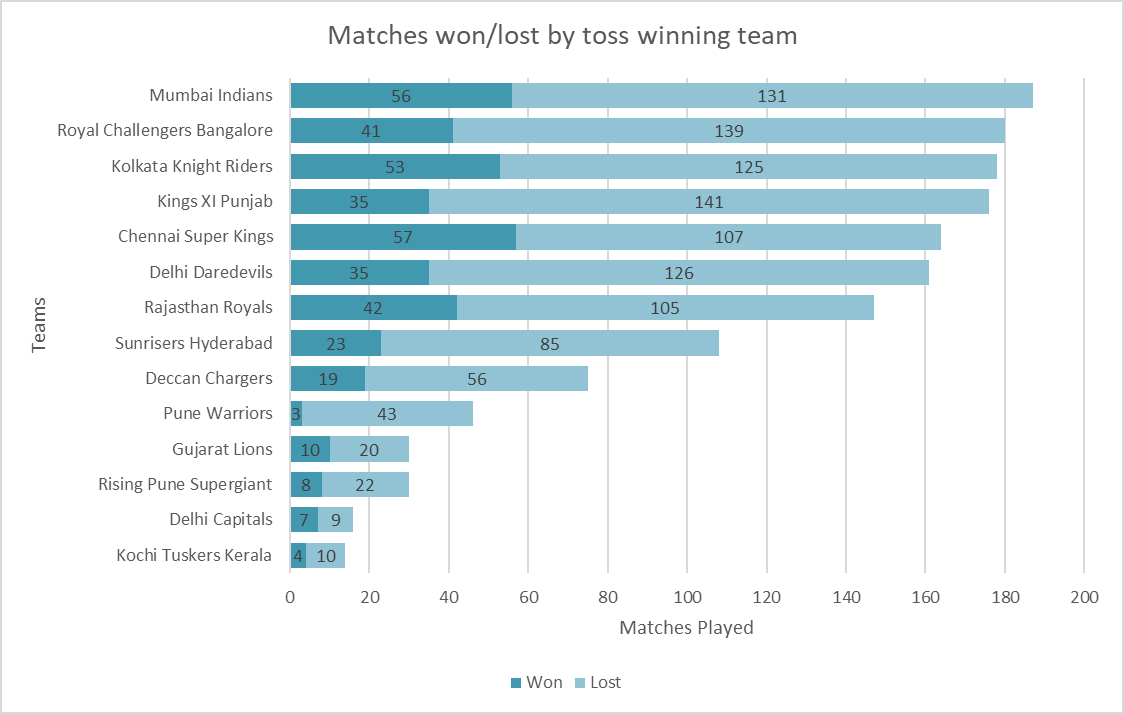 Matches won/lost by toss winning team
Teams
Mumbai Indians 56 131
Royal Challengers Bangalore 41 139
Kolkata Knight Riders 53 125
Kings XI Punjab 35 141
Chennai Super Kings 57 107
Delhi Daredevils 35 126
Rajasthan Royals 42 105
Sunrisers Hyderabad 23 85
Deccan Chargers 19 56
Pune Warriors 3 43
Gujarat Lions 10 20
Rising Pune Supergiant 8 22
Delhi Capitals 7 9
Kochi Tuskers Kerala 4 10
0 20 40 60 80 100 120 140 160 180 200
Matches Played
Won Lost